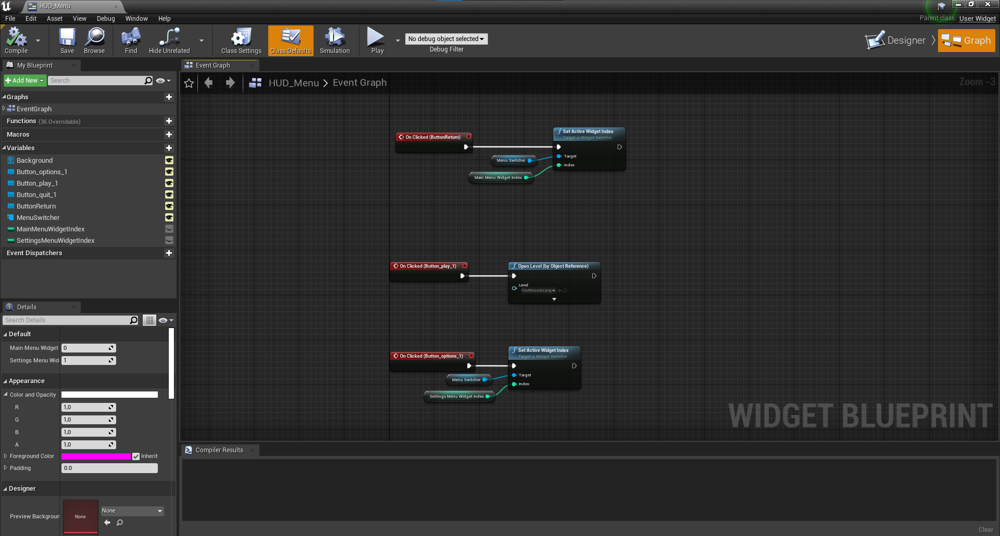 HUD_Menu
File Edit Asset View Debug Window Help
Parent class: User Widget
Compile
Save
Browse
Find
Hide Unrelated
Class Settings
Class Defaults
Simulation
Play
No debug object selected
Debug Filter
Designer
Graph
My Blueprint
Add New
Search
Graphs
EventGraph
Functions (36 Overridable)
Macros
Variables
Background
Button_options_1
Button_play_1
Button_quit_1
ButtonReturn
MenuSwitcher
MainMenuWidgetIndex
SettingsMenuWidgetIndex
Event Dispatchers
Details
Search Details
Default
Main Menu Widget 0
Settings Menu Wid 1
Appearance
Color and Opacity
R 1,0
G 1,0
B 1,0
A 1,0
Foreground Color Inherit
Padding 0.0
Designer
Preview Backgroun None None
Event Graph
HUD_Menu > Event Graph
Zoom -3
On Clicked (ButtonReturn)
Set Active Widget Index
Target is Widget Switcher
Menu Switcher
Target
Index
Main Menu Widget Index
On Clicked (Button_play_1)
Open Level (by Object Reference)
Level
FirstPersonExamp
On Clicked (Button_options_1)
Set Active Widget Index
Target is Widget Switcher
Menu Switcher
Target
Index
Settings Menu Widget Index
WIDGET BLUEPRINT
Compiler Results
Clear